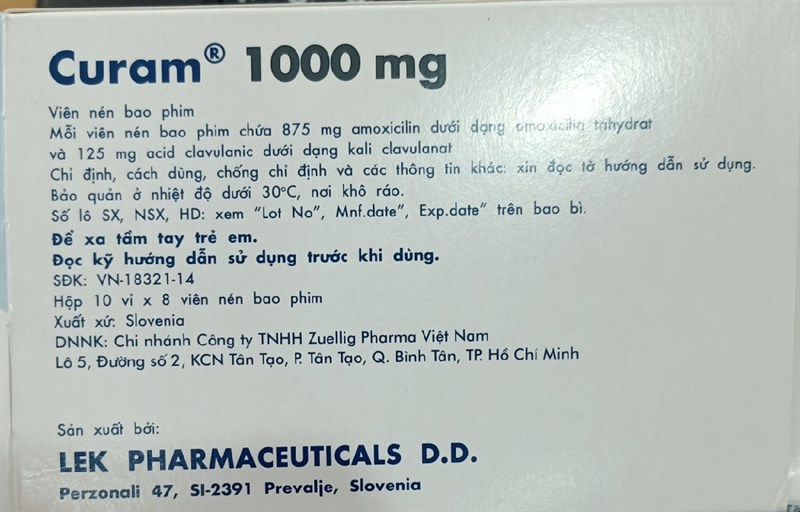 Curam® 1000 mg
Viên nén bao phim
Mỗi viên nén bao phim chứa 875 mg amoxicilin dưới dạng amoxicilin trihydrat
và 125 mg acid clavulanic dưới dạng kali clavulanat
Chỉ định, cách dùng, chống chỉ định và các thông tin khác: xin đọc tờ hướng dẫn sử dụng.
Bảo quản ở nhiệt độ dưới 30°C, nơi khô ráo.
Số lô SX, NSX, HD: xem "Lot No", Mnf.date", Exp.date" trên bao bì.
Để xa tầm tay trẻ em.
Đọc kỹ hướng dẫn sử dụng trước khi dùng.
SĐK: VN-18321-14
Hộp 10 vỉ x 8 viên nén bao phim
Xuất xứ: Slovenia
DNNK: Chi nhánh Công ty TNHH Zuellig Pharma Việt Nam
Lô 5, Đường số 2, KCN Tân Tạo, P. Tân Tạo, Q. Bình Tân, TP. Hồ Chí Minh
Sản xuất bởi:
LEK PHARMACEUTICALS D.D.
Perzonali 47, SI-2391 Prevalje, Slovenia